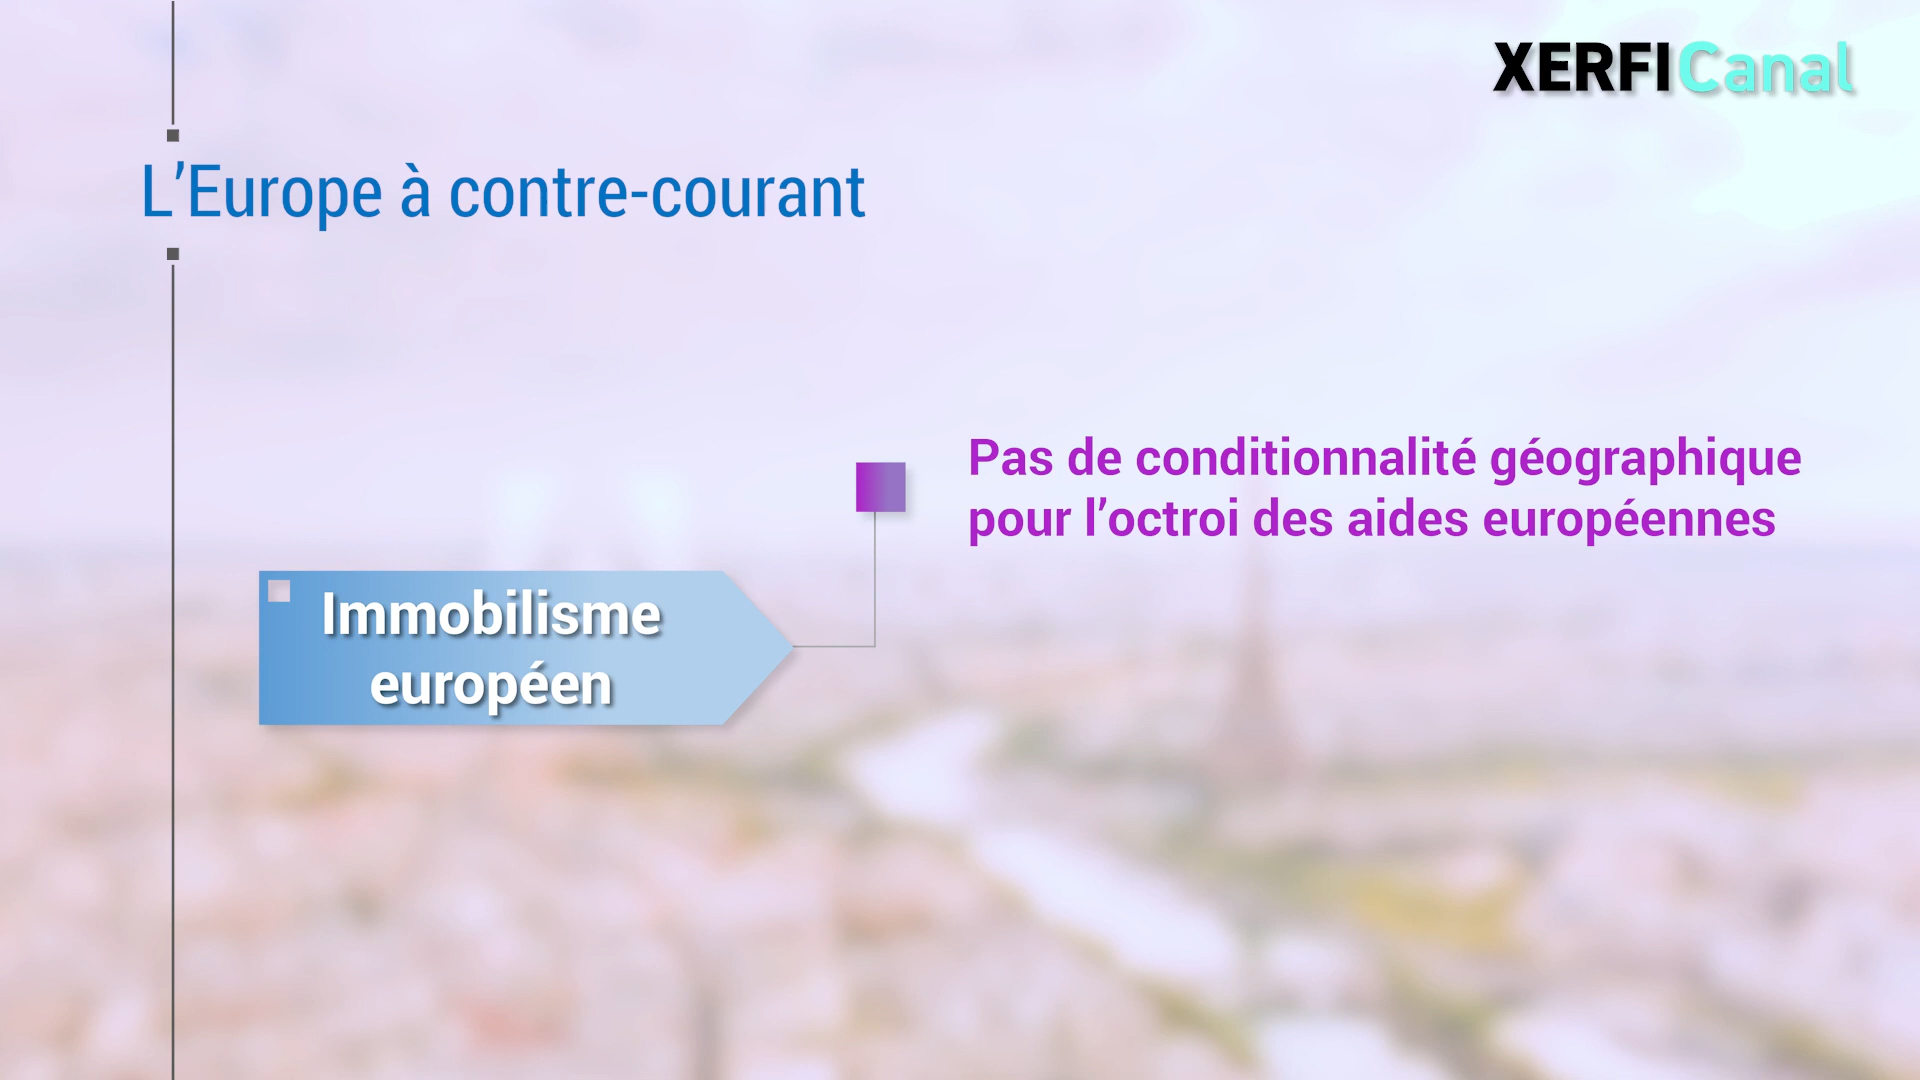 XERFI Canal
L’Europe à contre-courant
Pas de conditionnalité géographique
pour l’octroi des aides européennes
Immobilisme
européen